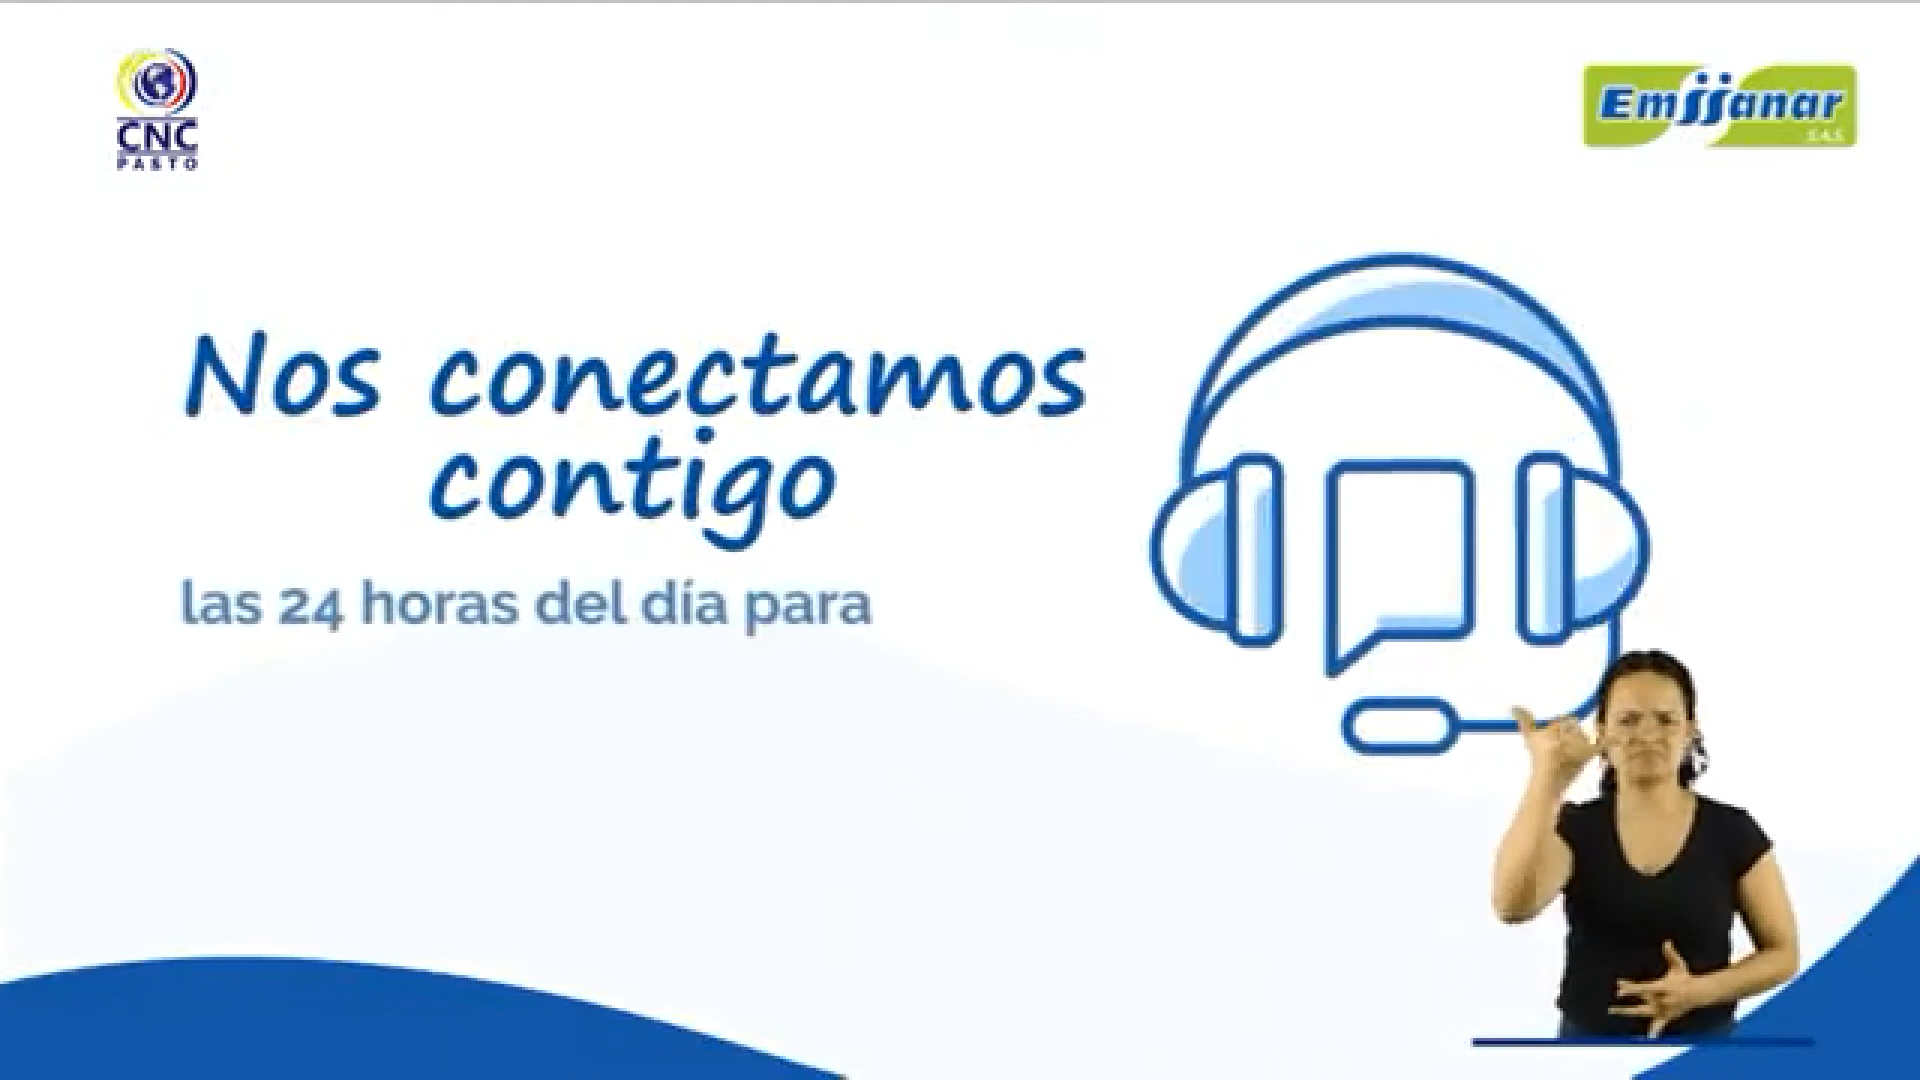 CNC
PASTO
Emssanar
S.A.S.
Nos conectamos
contigo
las 24 horas del día para